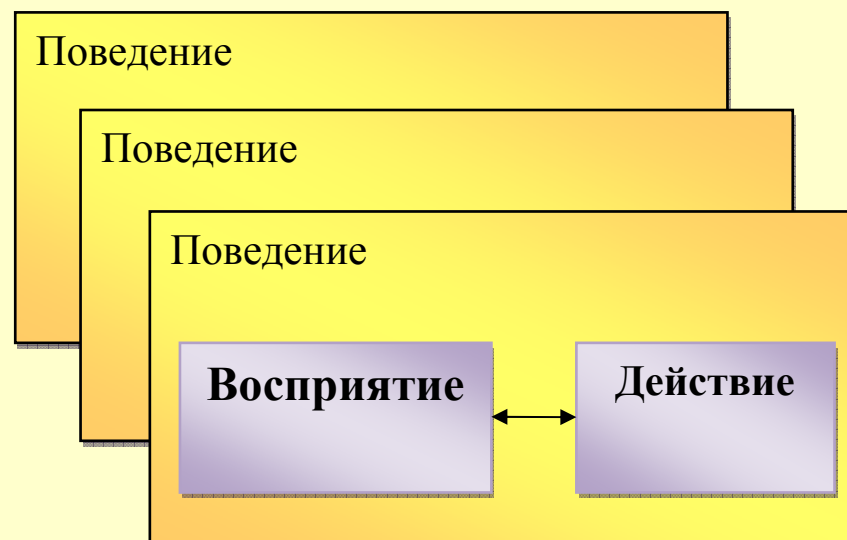 Поведение
Поведение
Поведение
Восприятие
Действие